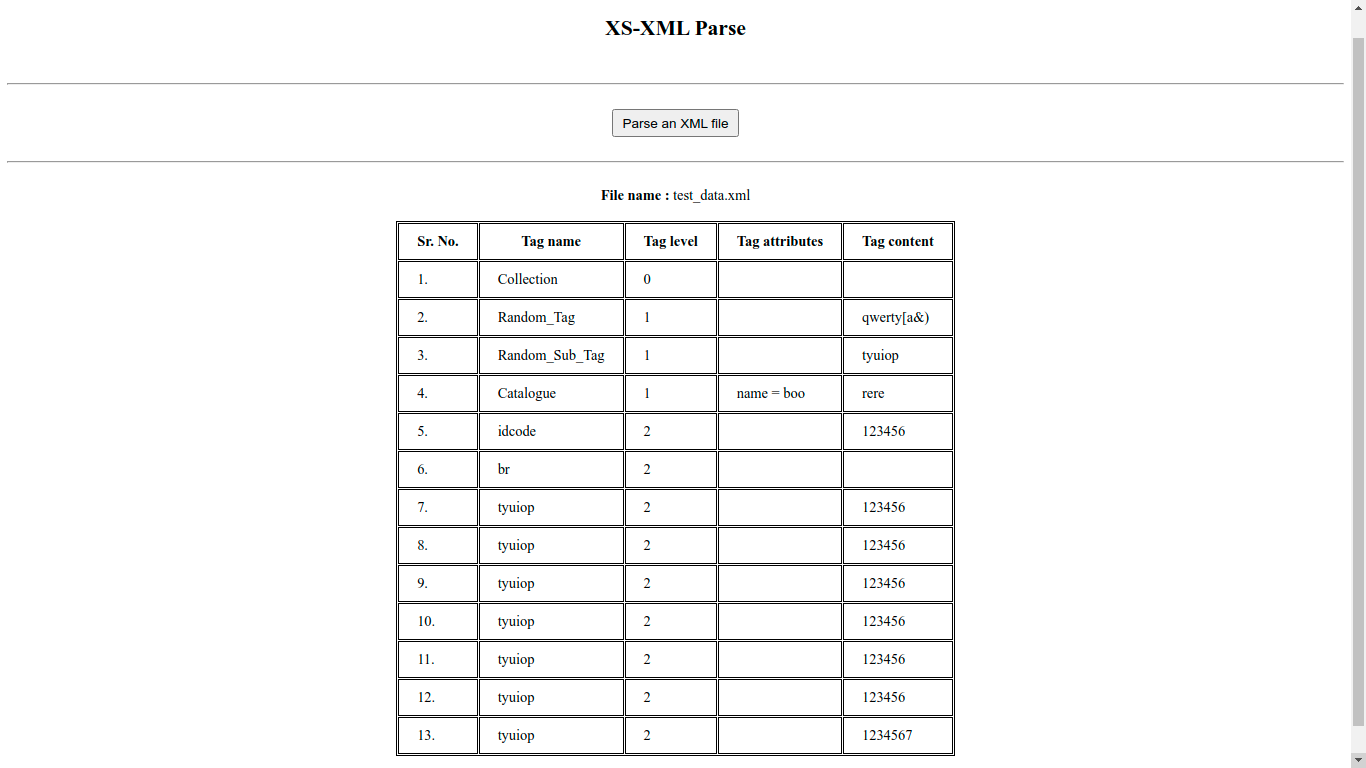 XS-XML Parse
Parse an XML file
File name : test_data.xml
Sr. No. Tag name Tag level Tag attributes Tag content
1. Collection 0
2. Random_Tag 1 qwerty[a&)
3. Random_Sub_Tag 1 tyuiop
4. Catalogue 1 name = boo rere
5. idcode 2 123456
6. br 2
7. tyuiop 2 123456
8. tyuiop 2 123456
9. tyuiop 2 123456
10. tyuiop 2 123456
11. tyuiop 2 123456
12. tyuiop 2 123456
13. tyuiop 2 1234567